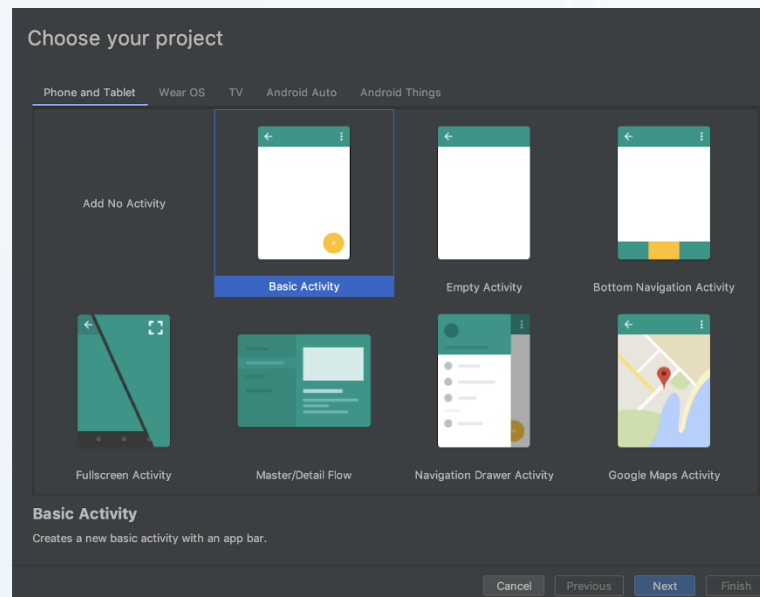 Choose your project
Phone and Tablet Wear OS TV Android Auto Android Things
Add No Activity
Basic Activity
Empty Activity
Bottom Navigation Activity
Fullscreen Activity
Master/Detail Flow
Navigation Drawer Activity
Google Maps Activity
Basic Activity
Creates a new basic activity with an app bar.
Cancel Previous Next Finish